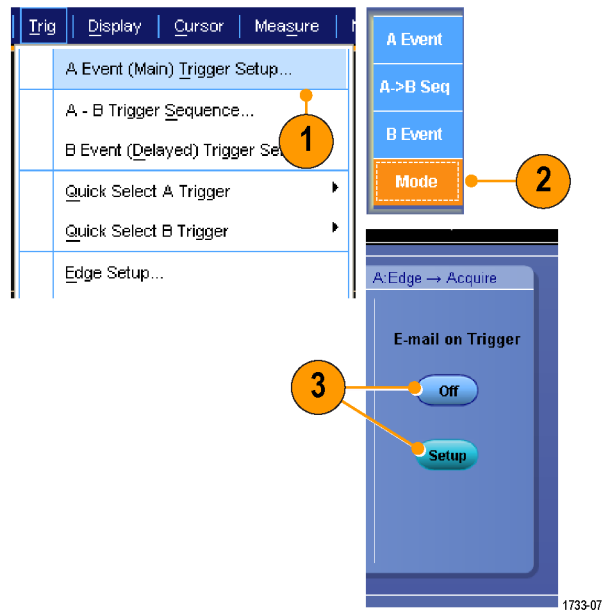 Trig Display Cursor Measure
A Event (Main) Trigger Setup...
A - B Trigger Sequence...
B Event (Delayed) Trigger Se
1
Quick Select A Trigger
Quick Select B Trigger
Edge Setup...
A Event
A->B Seq
B Event
Mode
2
A:Edge → Acquire
E-mail on Trigger
3
Off
Setup
1733-07